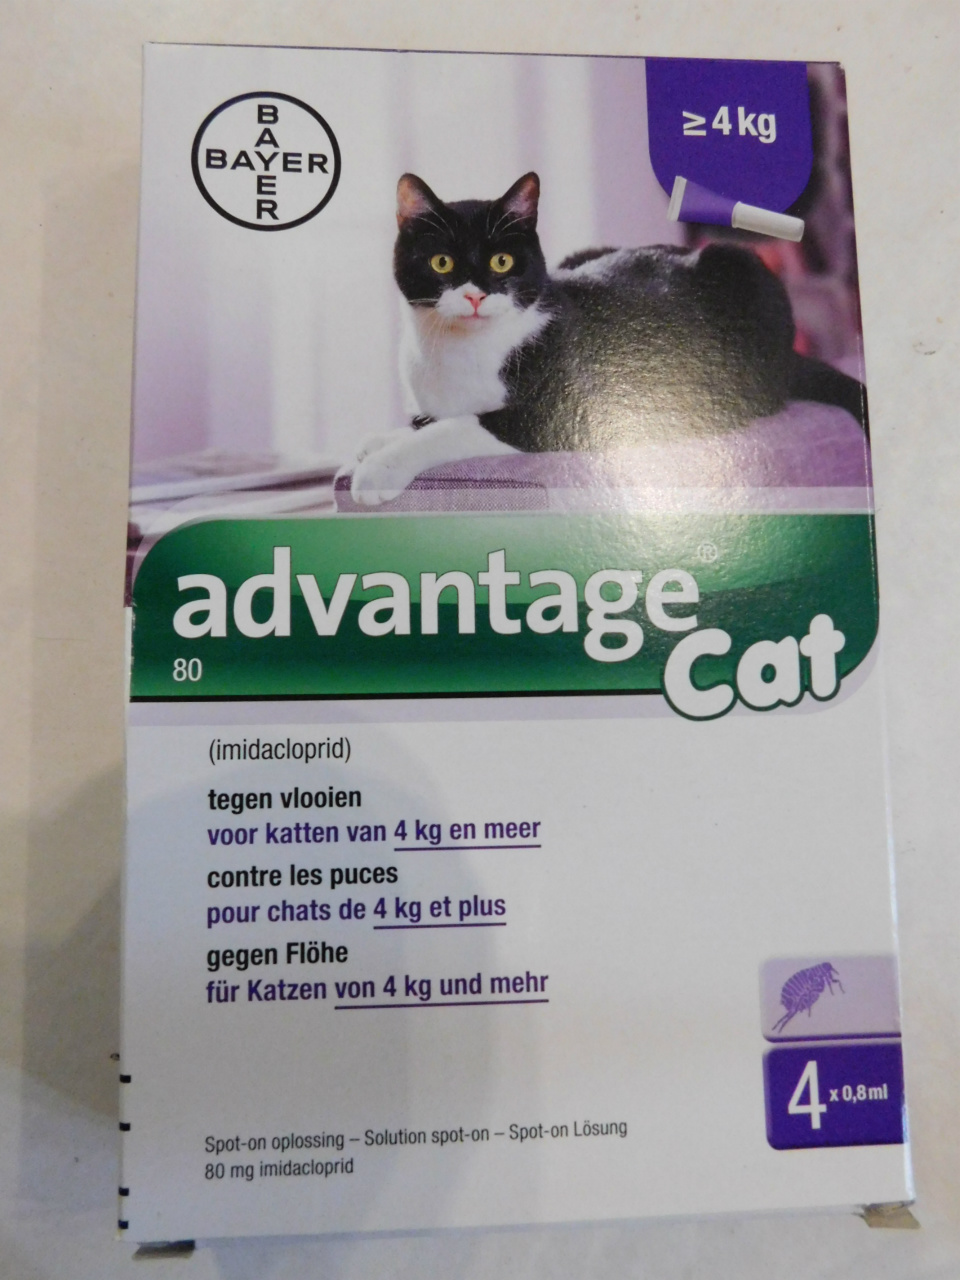 BAYER
BAYER
≥ 4 kg
advantage®
Cat
80
(imidacloprid)
tegen vlooien
voor katten van 4 kg en meer
contre les puces
pour chats de 4 kg et plus
gegen Flöhe
für Katzen von 4 kg und mehr
4 x 0,8 ml
Spot-on oplossing – Solution spot-on – Spot-on Lösung
80 mg imidacloprid